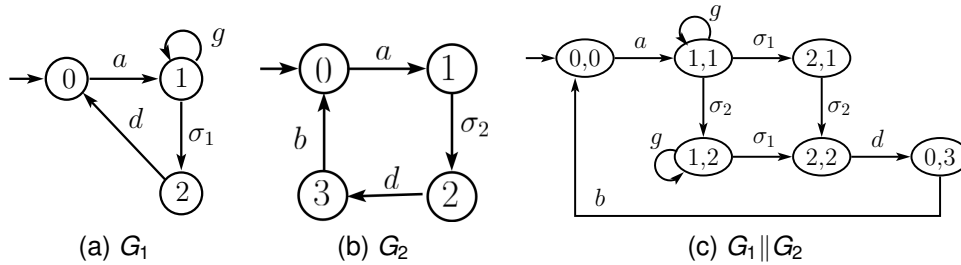 0 a 1 g
d σ₁
2
(a) G₁
0 a 1
b σ₂
3 d 2
(b) G₂
g
0,0 a 1,1 σ₁ 2,1
σ₂ σ₂
g 1,2 σ₁ 2,2 d 0,3
b
(c) G₁‖G₂